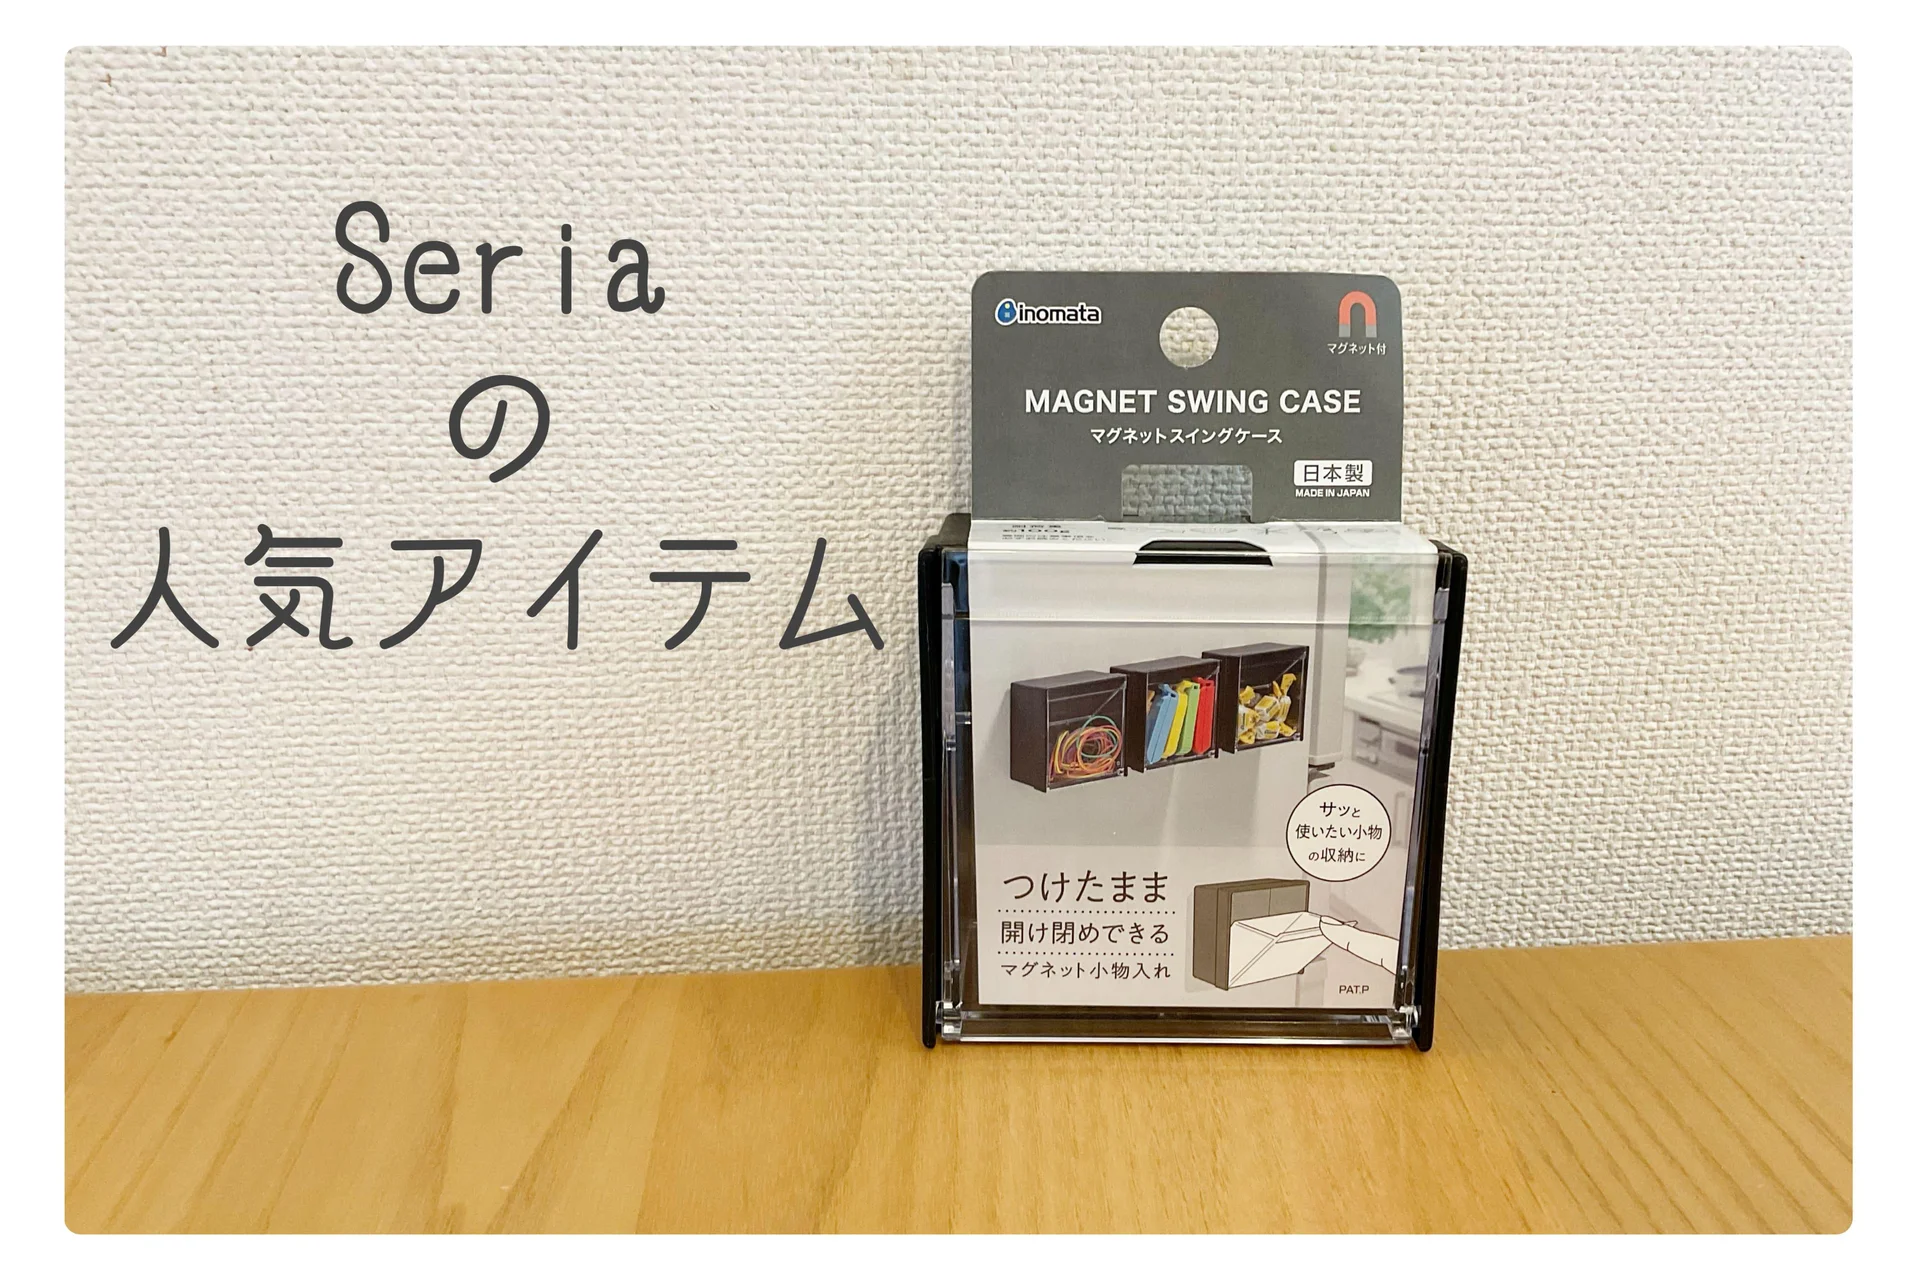 Seria
の
人気アイテム
inomata
マグネット付
MAGNET SWING CASE
マグネットスイングケース
日本製
MADE IN JAPAN
サッと
使いたい小物
の収納に
つけたまま
開け閉めできる
マグネット小物入れ
PAT.P